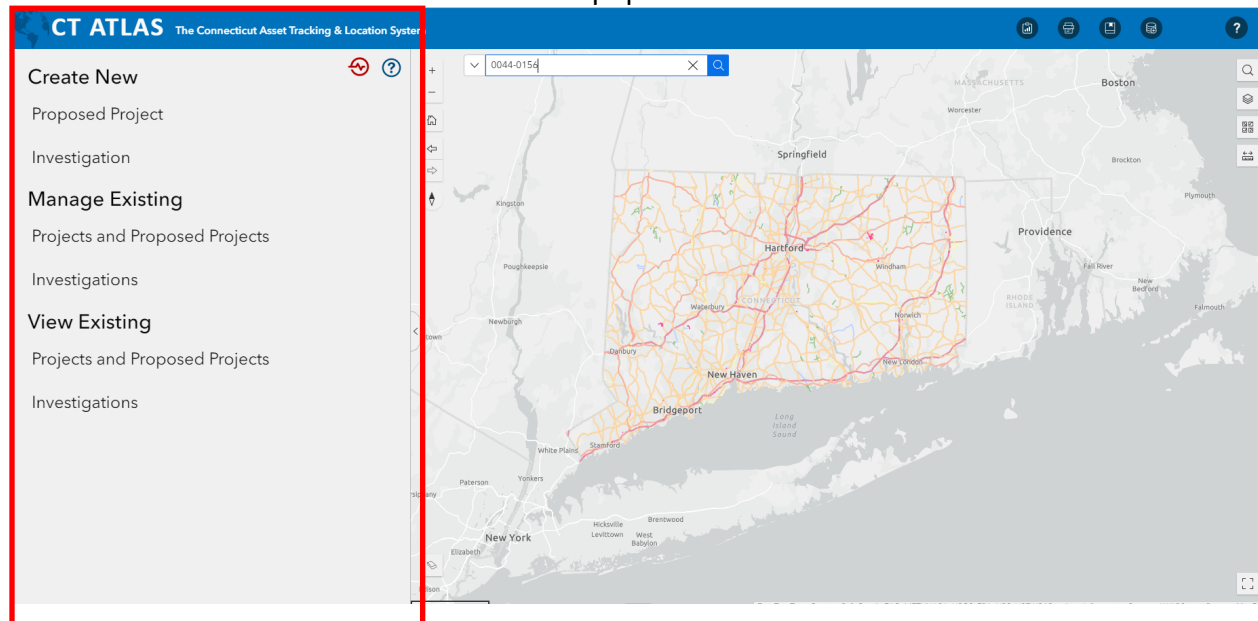 CT ATLAS The Connecticut Asset Tracking & Location System
?
Create New
?
Proposed Project
Investigation
Manage Existing
Projects and Proposed Projects
Investigations
View Existing
Projects and Proposed Projects
Investigations
0044-0156
MASSACHUSETTS
Boston
Worcester
Springfield
Brockton
Kingston
Plymouth
Hartford
Providence
Poughkeepsie
Windham
Fall River
New
Bedford
Waterbury
CONNECTICUT
RHODE
ISLAND
Norwich
Falmouth
Newburgh
town
Danbury
New London
New Haven
Bridgeport
Long
Island
Sound
Stamford
White Plains
Yonkers
Paterson
Brentwood
Hicksville
Levittown
West
Babylon
New York
Elizabeth